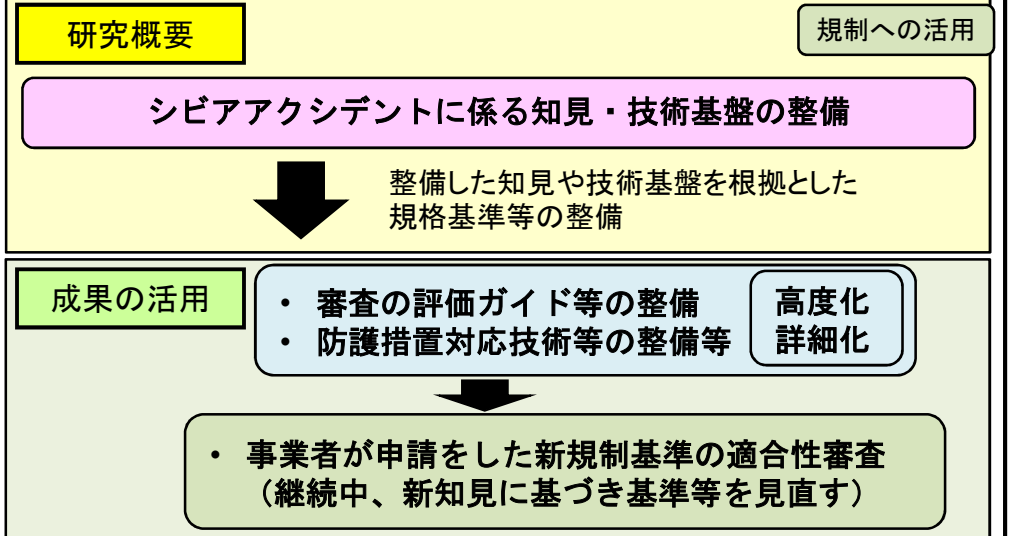 研究概要
規制への活用
シビアアクシデントに係る知見・技術基盤の整備
整備した知見や技術基盤を根拠とした
規格基準等の整備
成果の活用
・ 審査の評価ガイド等の整備
・ 防護措置対応技術等の整備等
高度化
詳細化
・ 事業者が申請をした新規制基準の適合性審査
（継続中、新知見に基づき基準等を見直す）